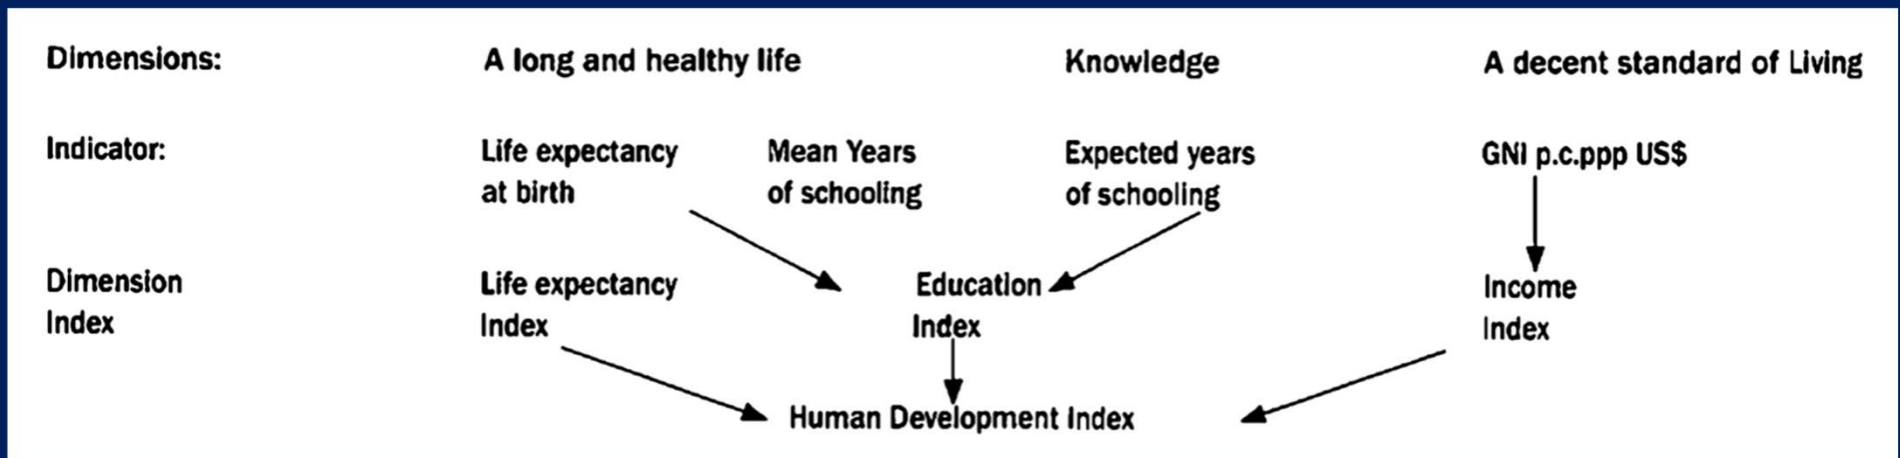 Dimensions: A long and healthy life Knowledge A decent standard of Living
Indicator: Life expectancy Mean Years Expected years GNI p.c.ppp US$
at birth of schooling of schooling
Dimension Life expectancy Education Income
Index Index Index Index
Human Development Index